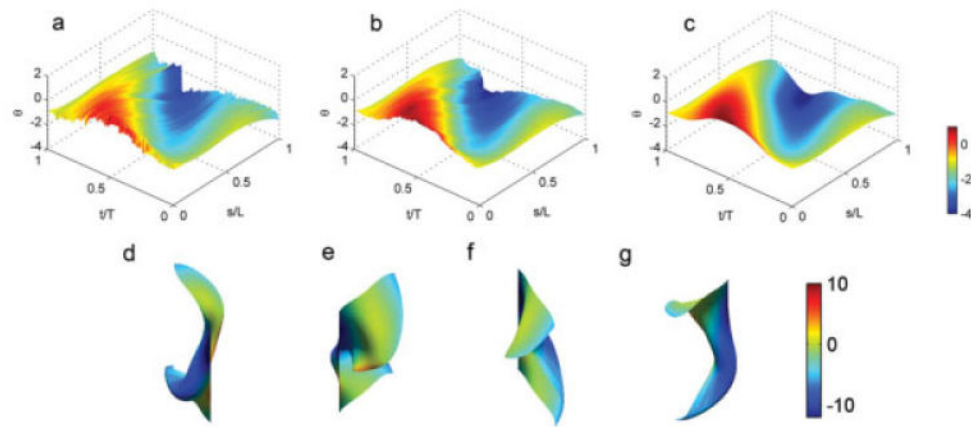 a b c
2 2 2
0 0 0
θ -2 θ -2 θ -2
-4 -4 -4
1 1 1 1 1 1
0.5 0.5 0.5 0.5 0.5 0.5
t/T 0 0 s/L t/T 0 0 s/L t/T 0 0 s/L
0
-2
-4
d e f g
10
0
-10